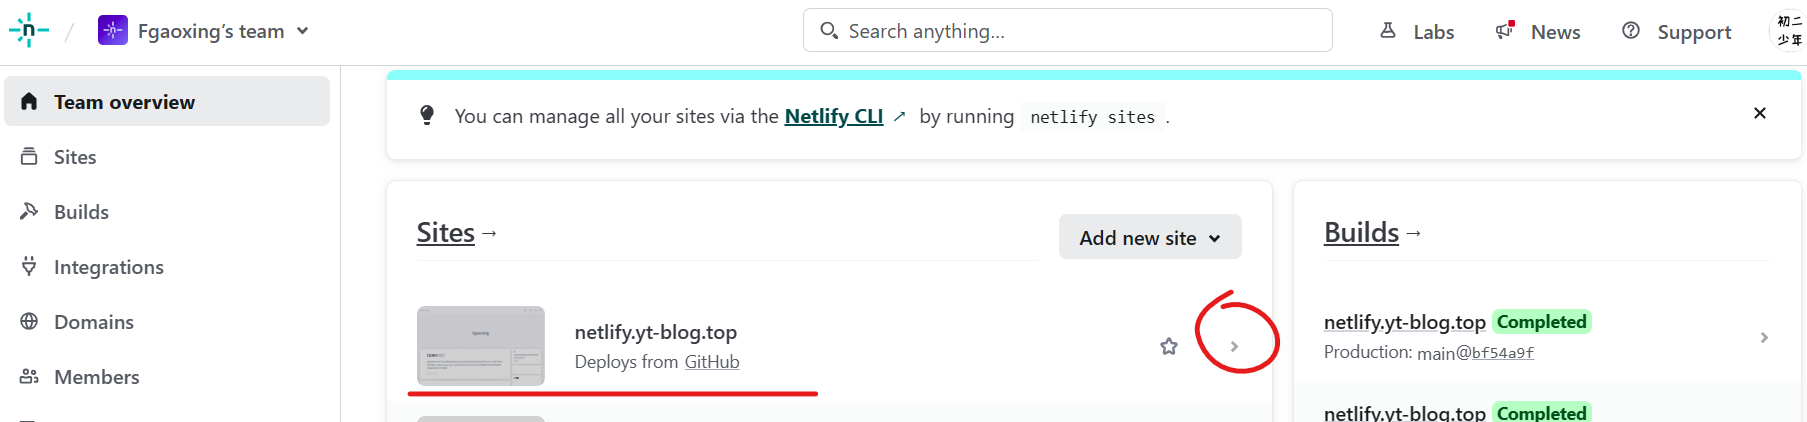 Fgaoxing’s team
Search anything...
Labs
News
Support
初二
少年
Team overview
Sites
Builds
Integrations
Domains
Members
You can manage all your sites via the Netlify CLI ↗ by running netlify sites .
Sites →
Add new site
netlify.yt-blog.top
Deploys from GitHub
Builds →
netlify.yt-blog.top Completed
Production: main@bf54a9f
netlify.yt-blog.top Completed